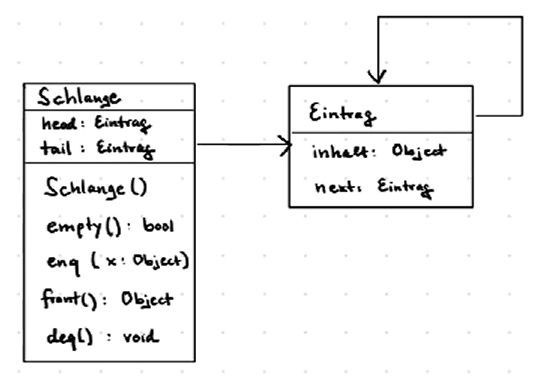 Schlange
head: Eintrag
tail: Eintrag
Schlange()
empty(): bool
enq (x: Object)
front(): Object
deq() : void
Eintrag
inhalt: Object
next: Eintrag